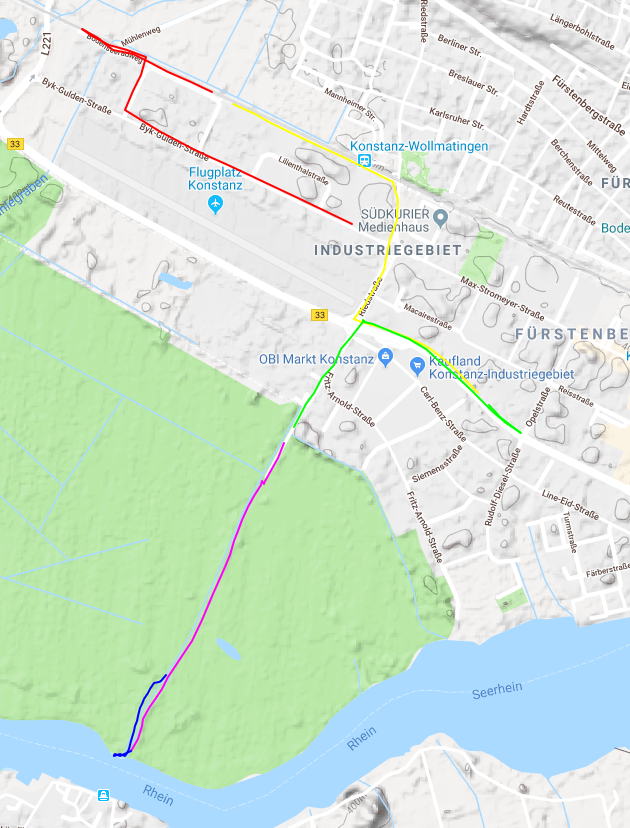 Riedstraße
Längerbohlstraße
Mühlenweg
L221
Bodenseeradweg
Berliner Str.
Breslauer Str.
Fürstenbergstraße
Hardtstraße
Byk-Gulden-Straße
Mannheimer Str.
Karlsruher Str.
Mittelweg
33
Byk-Gulden-Straße
Konstanz-Wollmatingen
Berchenstraße
Lilienthalstraße
FÜR
Flugplatz
Konstanz
Reutestraße
SÜDKURIER
Medienhaus
Bode
INDUSTRIEGEBIET
Riedstraße
Max-Stromeyer-Straße
33
Macairestraße
FÜRSTENBE
OBI Markt Konstanz
Kaufland
Konstanz-Industriegebiet
Fritz-Arnold-Straße
Carl-Benz-Straße
Opelstraße
Reisstraße
Siemensstraße
Rudolf-Diesel-Straße
Fritz-Arnold-Straße
Line-Eid-Straße
Turmstraße
Färberstraße
Seerhein
Rhein
Rhein